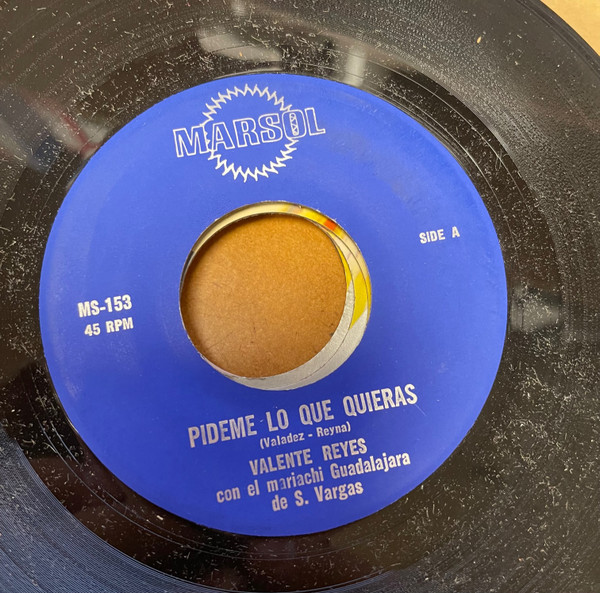 MARSOL
SIDE A
MS-153
45 RPM
PIDEME LO QUE QUIERAS
(Valadez - Reyna)
VALENTE REYES
con el mariachi Guadalajara
de S. Vargas